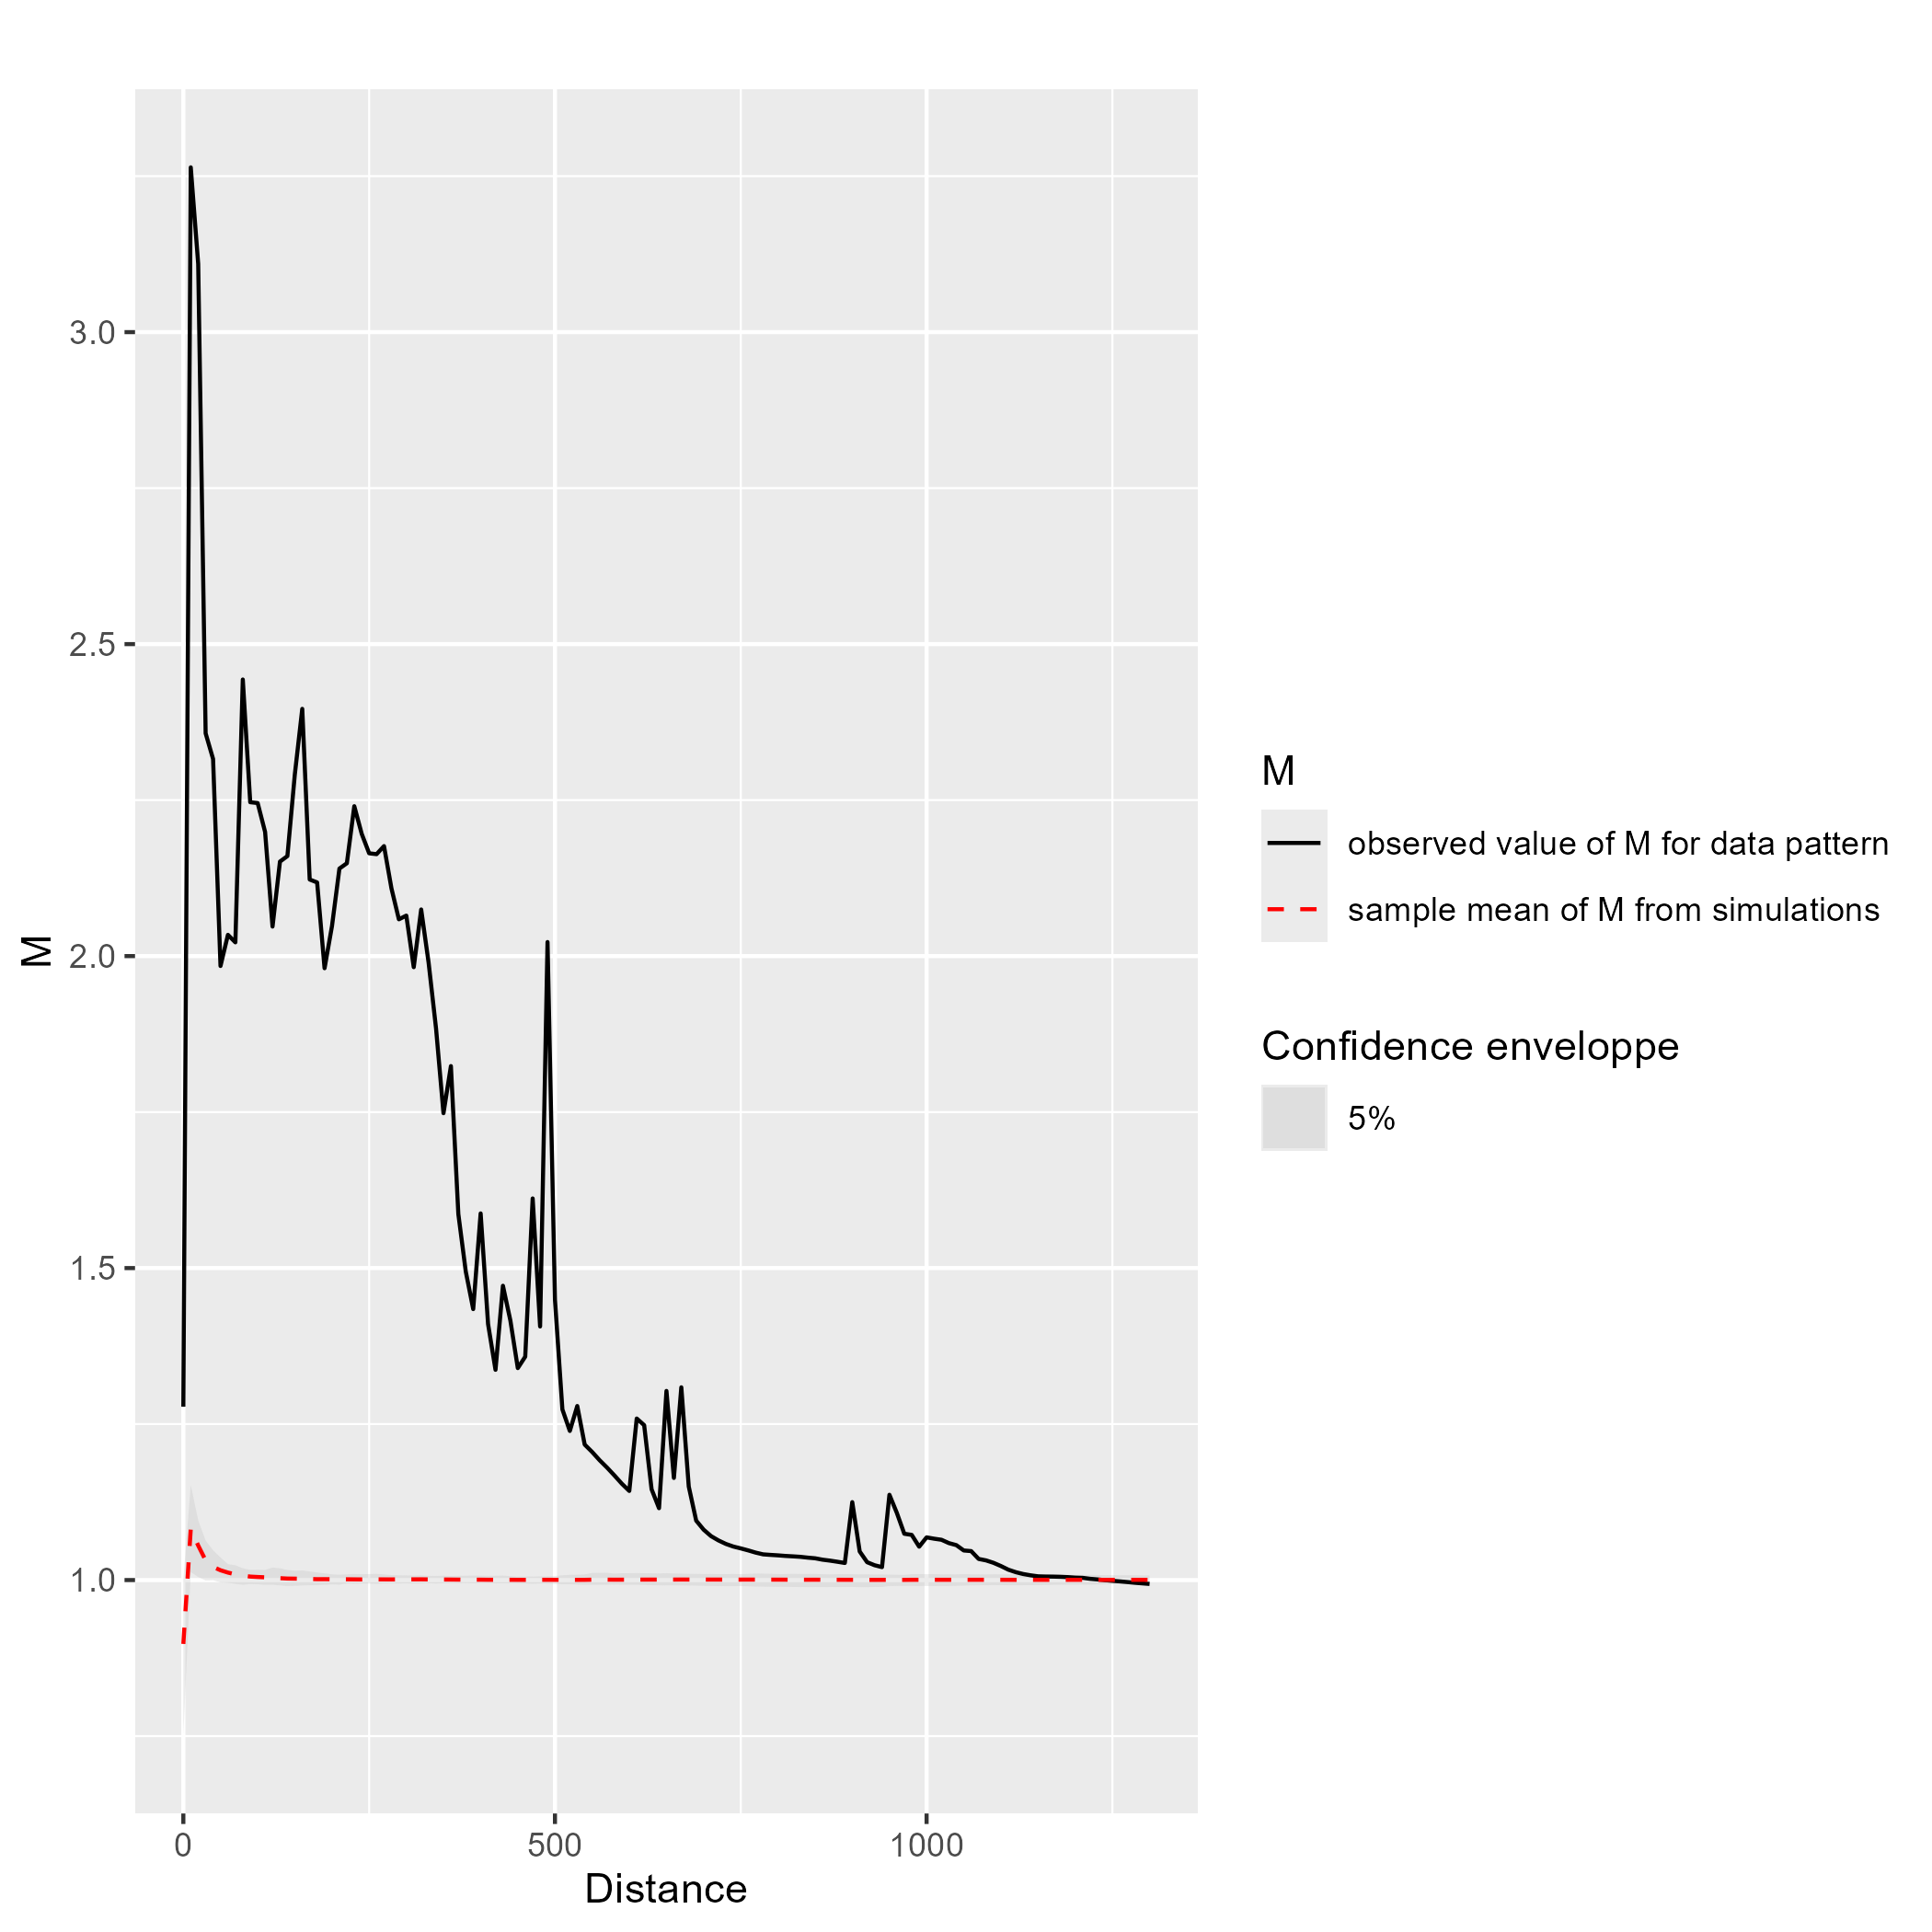 3.0
2.5
2.0
1.5
1.0
M
0
500
1000
Distance
M
observed value of M for data pattern
sample mean of M from simulations
Confidence enveloppe
5%